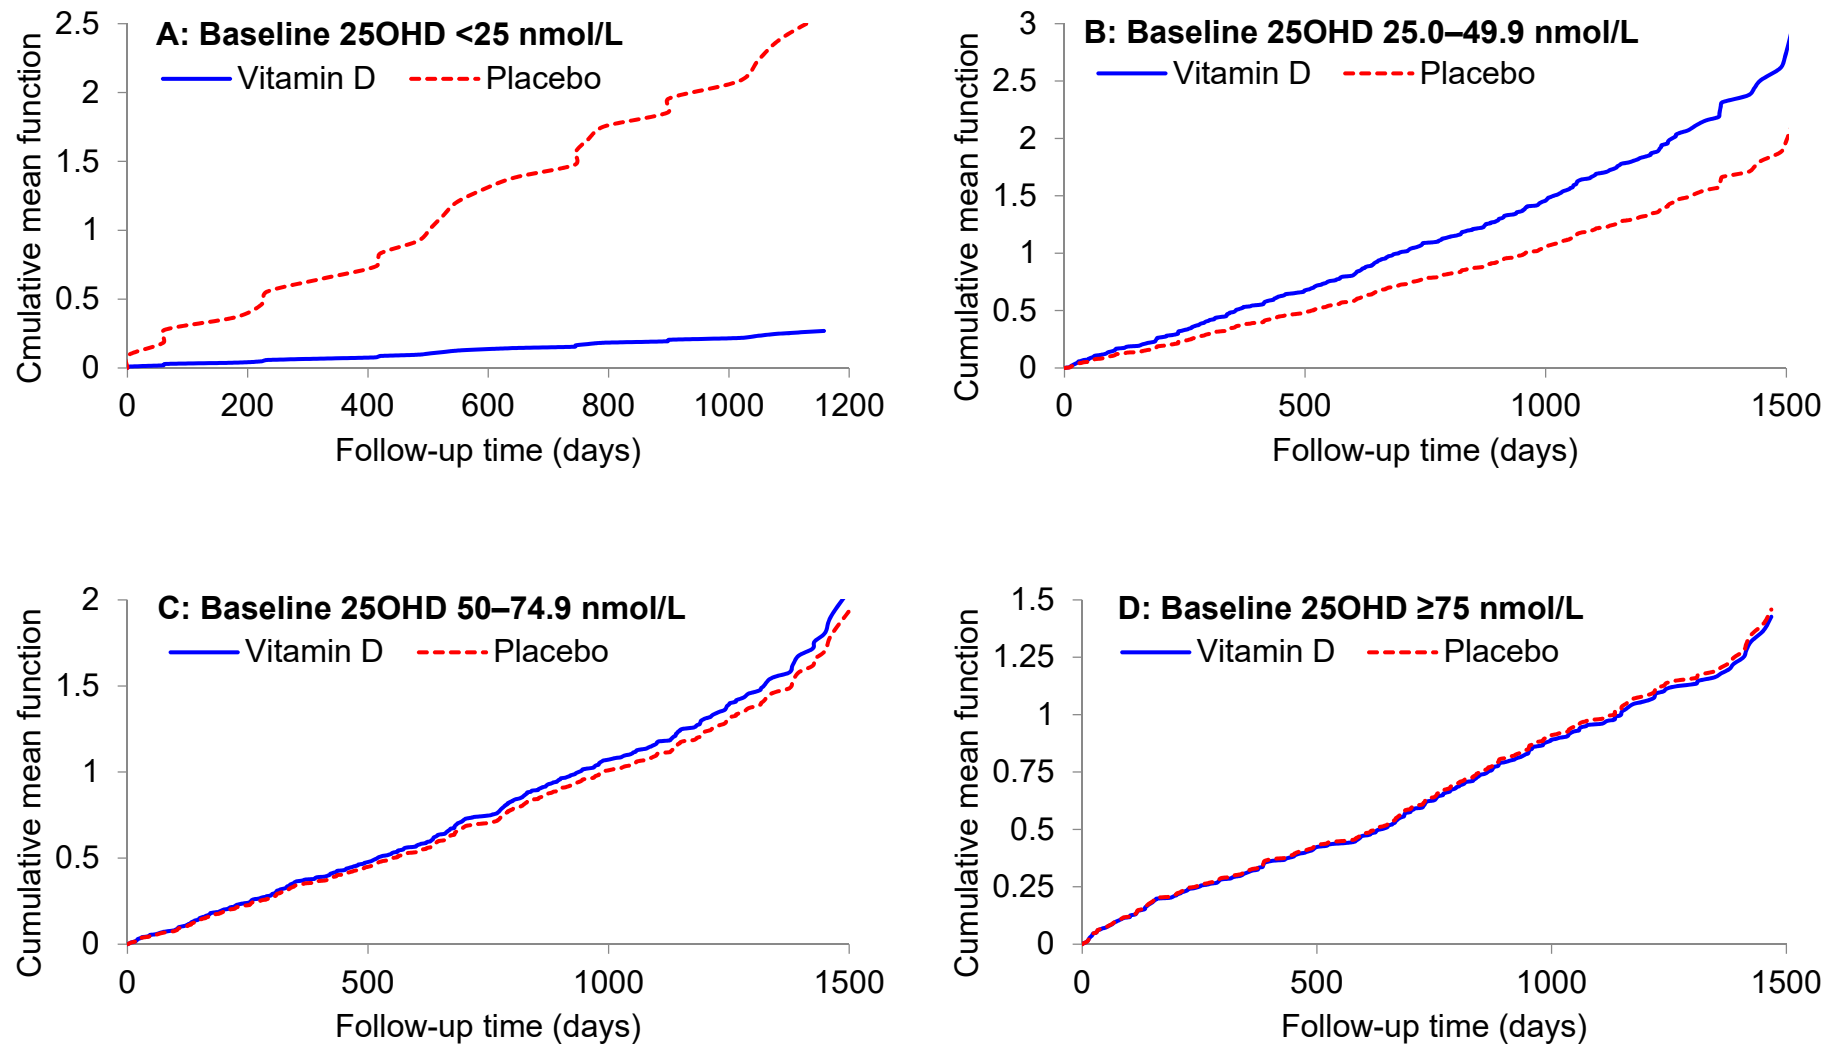 A: Baseline 25OHD <25 nmol/L
Vitamin D Placebo
Cmulative mean function
2.5
2
1.5
1
0.5
0
0 200 400 600 800 1000 1200
Follow-up time (days)
B: Baseline 25OHD 25.0–49.9 nmol/L
Vitamin D Placebo
Cumulative mean function
3
2.5
2
1.5
1
0.5
0
0 500 1000 1500
Follow-up time (days)
C: Baseline 25OHD 50–74.9 nmol/L
Vitamin D Placebo
Cumulative mean function
2
1.5
1
0.5
0
0 500 1000 1500
Follow-up time (days)
D: Baseline 25OHD ≥75 nmol/L
Vitamin D Placebo
Cumulative mean function
1.5
1.25
1
0.75
0.5
0.25
0
0 500 1000 1500
Follow-up time (days)